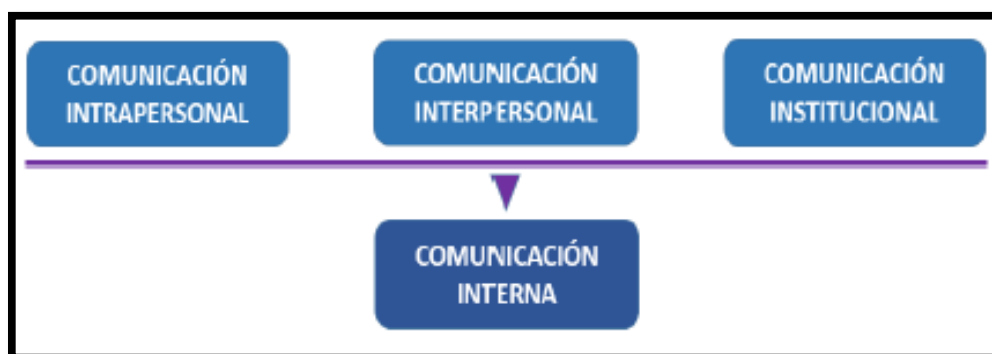 COMUNICACIÓN
INTRAPERSONAL
COMUNICACIÓN
INTERPERSONAL
COMUNICACIÓN
INSTITUCIONAL
COMUNICACIÓN
INTERNA